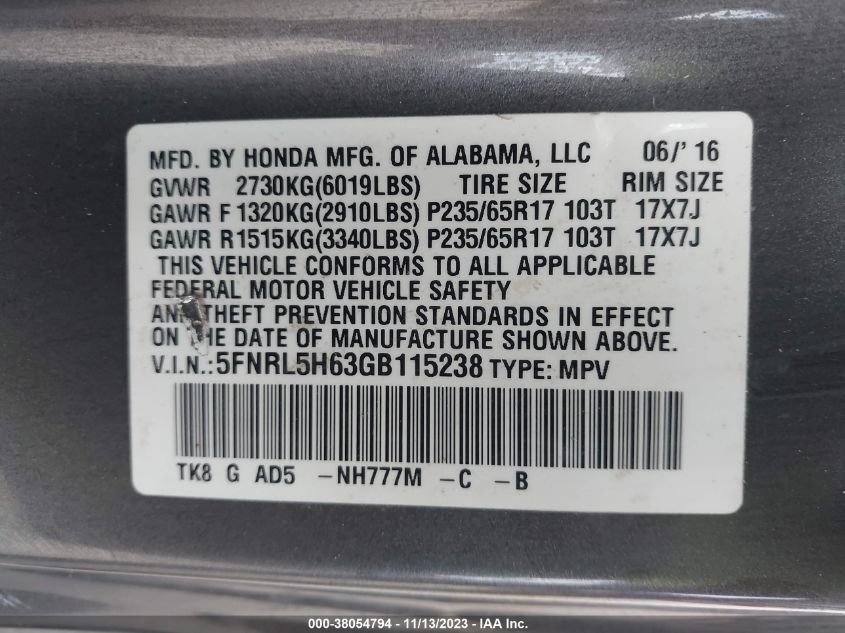 MFD. BY HONDA MFG. OF ALABAMA, LLC 06/'16
GVWR 2730KG(6019LBS) TIRE SIZE RIM SIZE
GAWR F 1320KG(2910LBS) P235/65R17 103T 17X7J
GAWR R1515KG(3340LBS) P235/65R17 103T 17X7J
THIS VEHICLE CONFORMS TO ALL APPLICABLE
FEDERAL MOTOR VEHICLE SAFETY
AND THEFT PREVENTION STANDARDS IN EFFECT
ON THE DATE OF MANUFACTURE SHOWN ABOVE.
V.I.N.:5FNRL5H63GB115238 TYPE: MPV
TK8 G AD5 -NH777M -C -B
000-38054794 - 11/13/2023 - IAAI Inc.